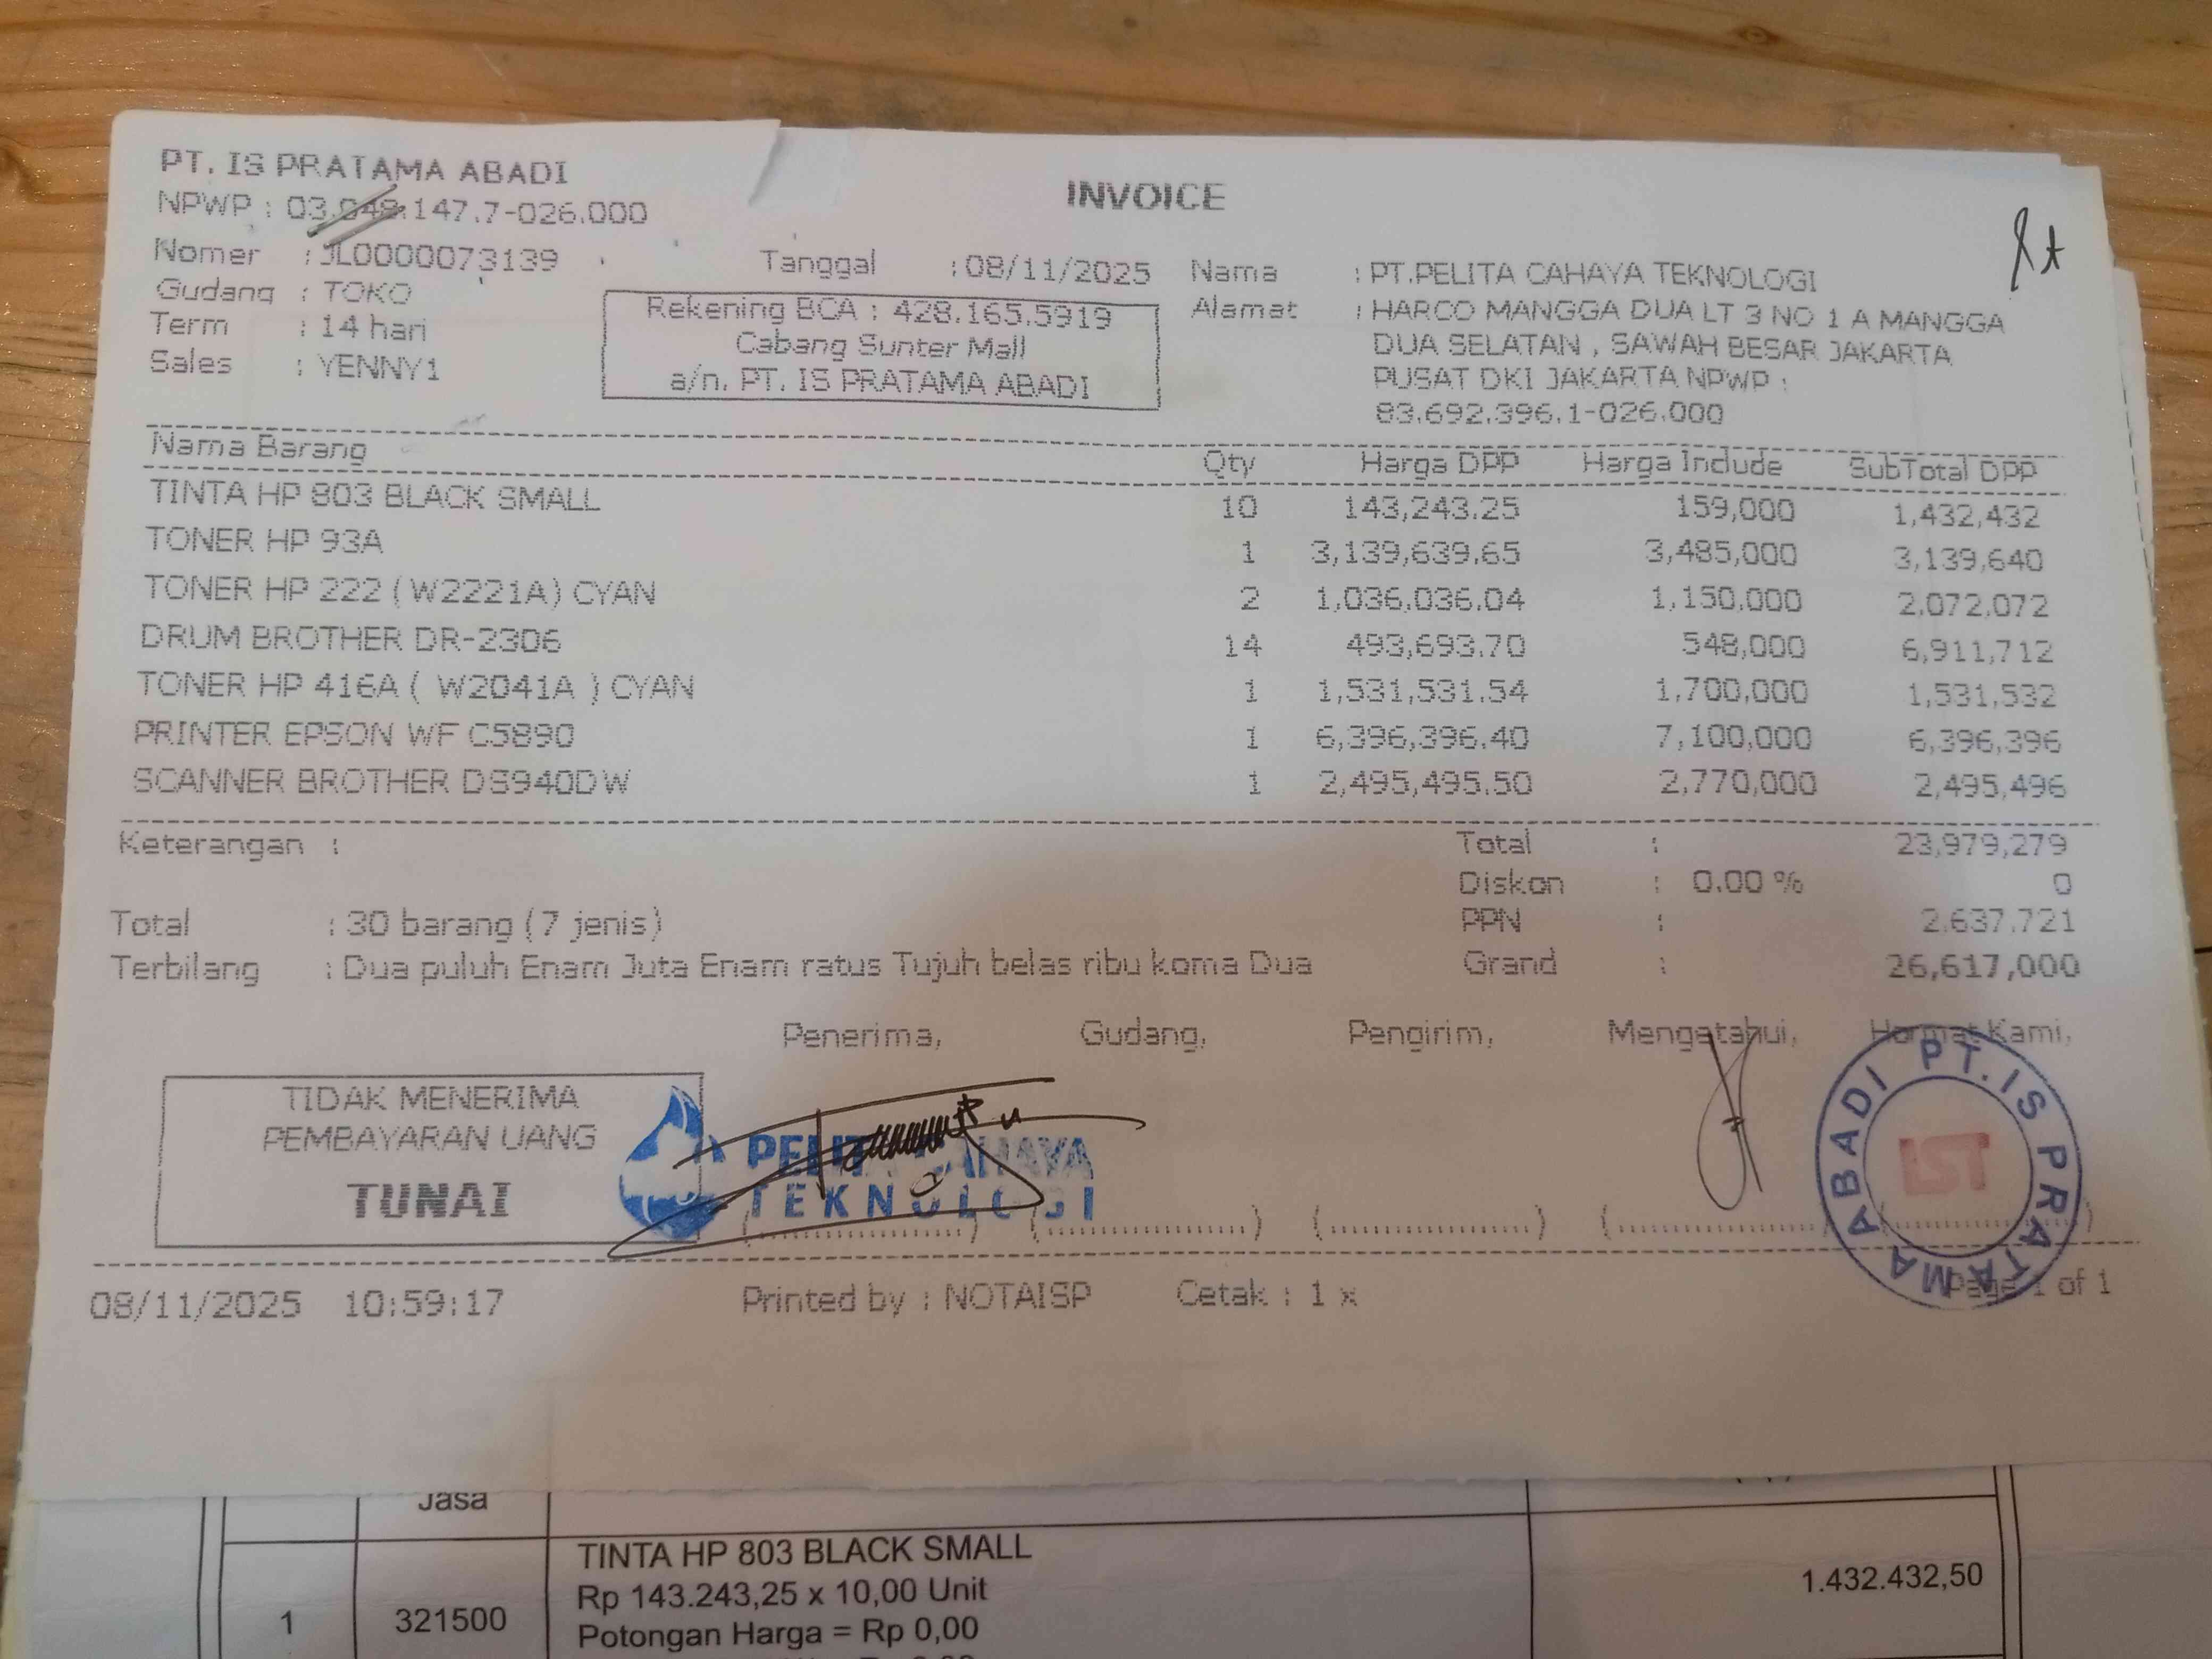 PT. IS PRATAMA ABADI
NPWP : 03.048.147.7-026.000
INVOICE
Nomer : JL0000073139
Tanggal : 08/11/2025
Gudang : TOKO
Term : 14 hari
Sales : YENNY1
Rekening BCA : 428.165.5919
Cabang Sunter Mall
a/n. PT. IS PRATAMA ABADI
Nama : PT.PELITA CAHAYA TEKNOLOGI
Alamat : HARCO MANGGA DUA LT 3 NO 1 A MANGGA
DUA SELATAN , SAWAH BESAR JAKARTA
PUSAT DKI JAKARTA NPWP :
83.692.396.1-026.000
Nama Barang Qty Harga DPP Harga Include SubTotal DPP
TINTA HP 803 BLACK SMALL 10 143,243.25 159,000 1,432,432
TONER HP 93A 1 3,139,639.65 3,485,000 3,139,640
TONER HP 222 ( W2221A) CYAN 2 1,036,036.04 1,150,000 2,072,072
DRUM BROTHER DR-2306 14 493,693.70 548,000 6,911,712
TONER HP 416A ( W2041A ) CYAN 1 1,531,531.54 1,700,000 1,531,532
PRINTER EPSON WF C5890 1 6,396,396.40 7,100,000 6,396,396
SCANNER BROTHER DS940DW 1 2,495,495.50 2,770,000 2,495,496
Keterangan :
Total : 23,979,279
Diskon : 0.00 % 0
Total : 30 barang (7 jenis)
PPN : 2,637,721
Terbilang : Dua puluh Enam Juta Enam ratus Tujuh belas ribu koma Dua
Grand : 26,617,000
Penerima, Gudang, Pengirim, Mengatahui, Hormat Kami,
TIDAK MENERIMA
PEMBAYARAN UANG
TUNAI
PELITA CAHAYA
TEKNOLOGI
PT. IS PRATAMA ABADI
IST
08/11/2025 10:59:17 Printed by : NOTAISP Cetak : 1 x Page 1 of 1
Jasa
TINTA HP 803 BLACK SMALL
1 321500 Rp 143.243,25 x 10,00 Unit 1.432.432,50
Potongan Harga = Rp 0,00